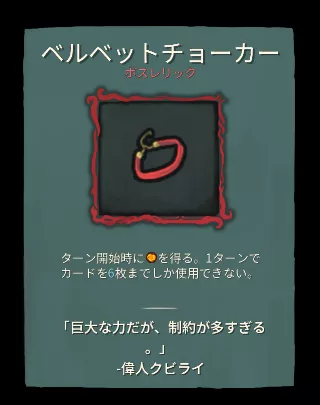 ベルベットチョーカー
ボスレリック
ターン開始時にを得る。1ターンで
カードを6枚までしか使用できない。
「巨大な力だが、制約が多すぎる
。」
-偉人クビライ